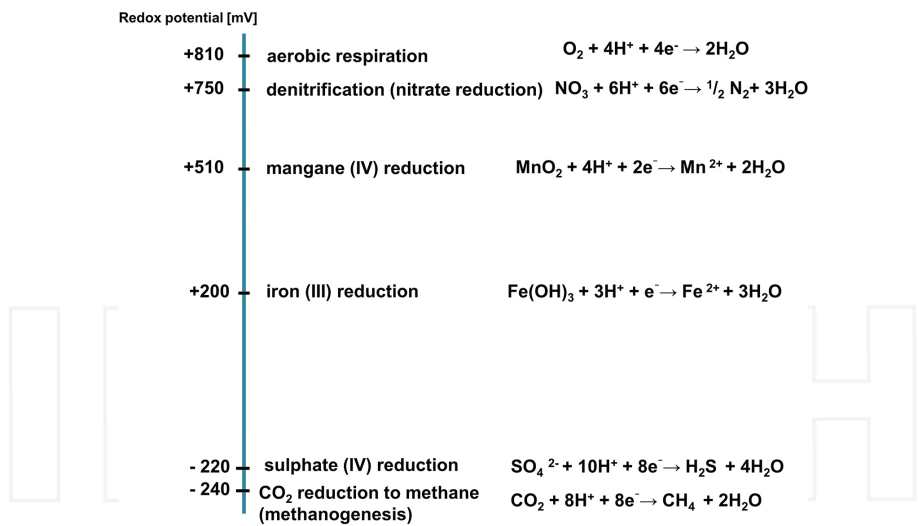 Redox potential [mV]
+810 aerobic respiration O₂ + 4H⁺ + 4e⁻ → 2H₂O
+750 denitrification (nitrate reduction) NO₃ + 6H⁺ + 6e⁻ → ¹/₂ N₂+ 3H₂O
+510 mangane (IV) reduction MnO₂ + 4H⁺ + 2e⁻ → Mn ²⁺ + 2H₂O
+200 iron (III) reduction Fe(OH)₃ + 3H⁺ + e⁻ → Fe ²⁺ + 3H₂O
- 220 sulphate (IV) reduction SO₄ ²⁻ + 10H⁺ + 8e⁻ → H₂S + 4H₂O
- 240 CO₂ reduction to methane CO₂ + 8H⁺ + 8e⁻ → CH₄ + 2H₂O
(methanogenesis)